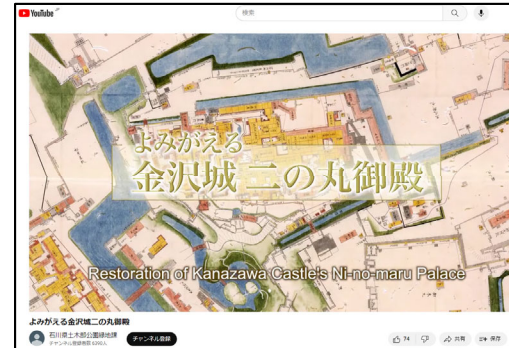 YouTube JP
検索
よみがえる
金沢城 二の丸御殿
Restoration of Kanazawa Castle's Ni-no-maru Palace
よみがえる金沢城二の丸御殿
石川県土木部公園緑地課
チャンネル登録
74
共有
保存